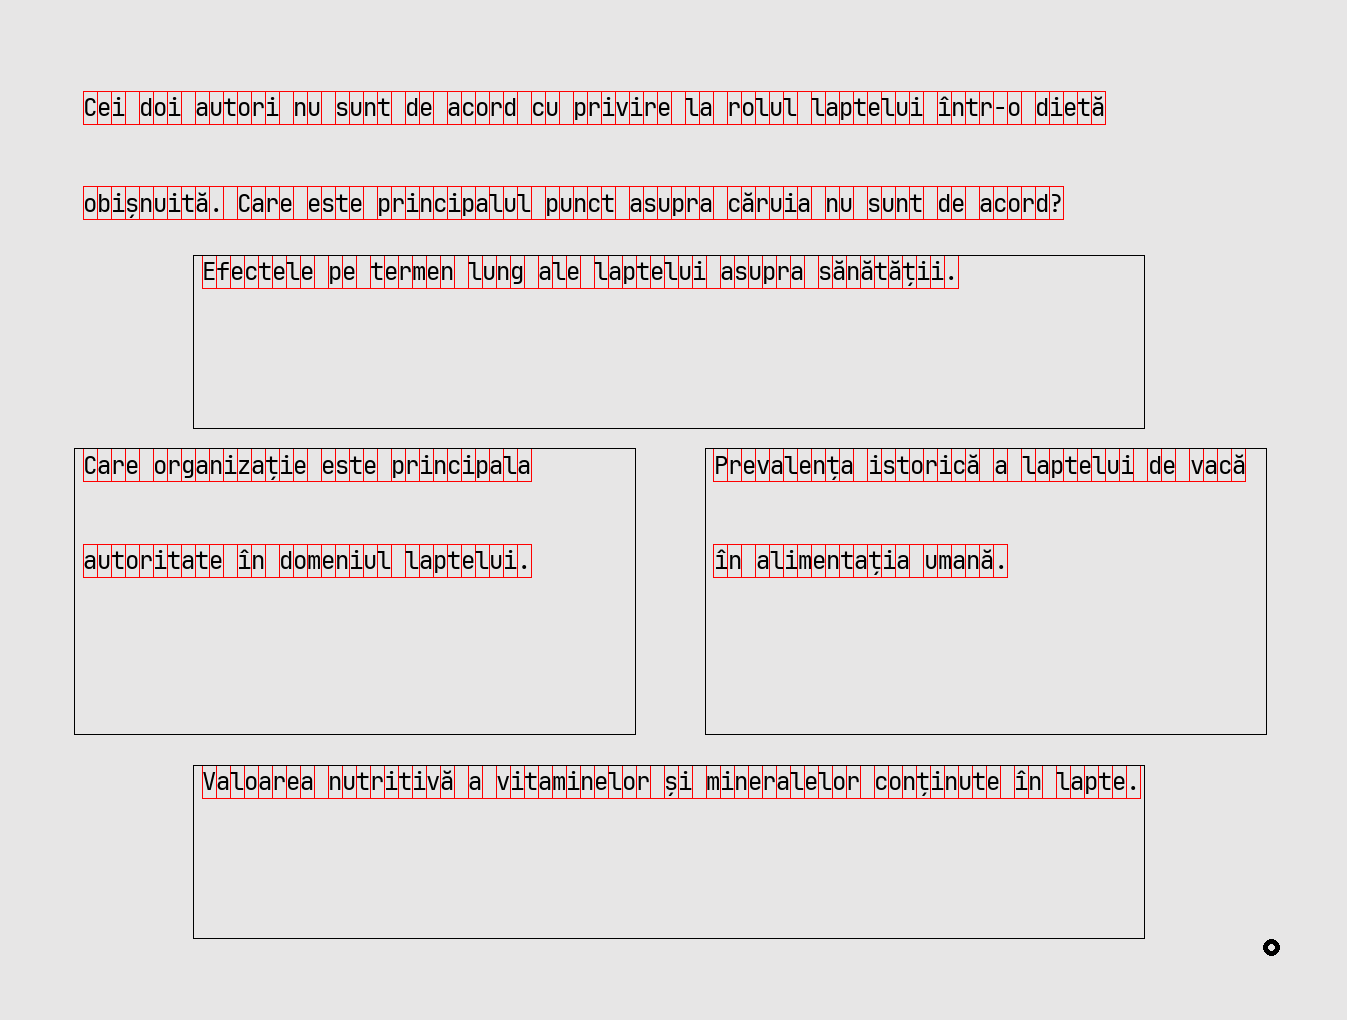 Cei doi autori nu sunt de acord cu privire la rolul laptelui într-o dietă
obișnuită. Care este principalul punct asupra căruia nu sunt de acord?
Efectele pe termen lung ale laptelui asupra sănătății.
Care organizație este principala
autoritate în domeniul laptelui.
Prevalența istorică a laptelui de vacă
în alimentația umană.
Valoarea nutritivă a vitaminelor și mineralelor conținute în lapte.